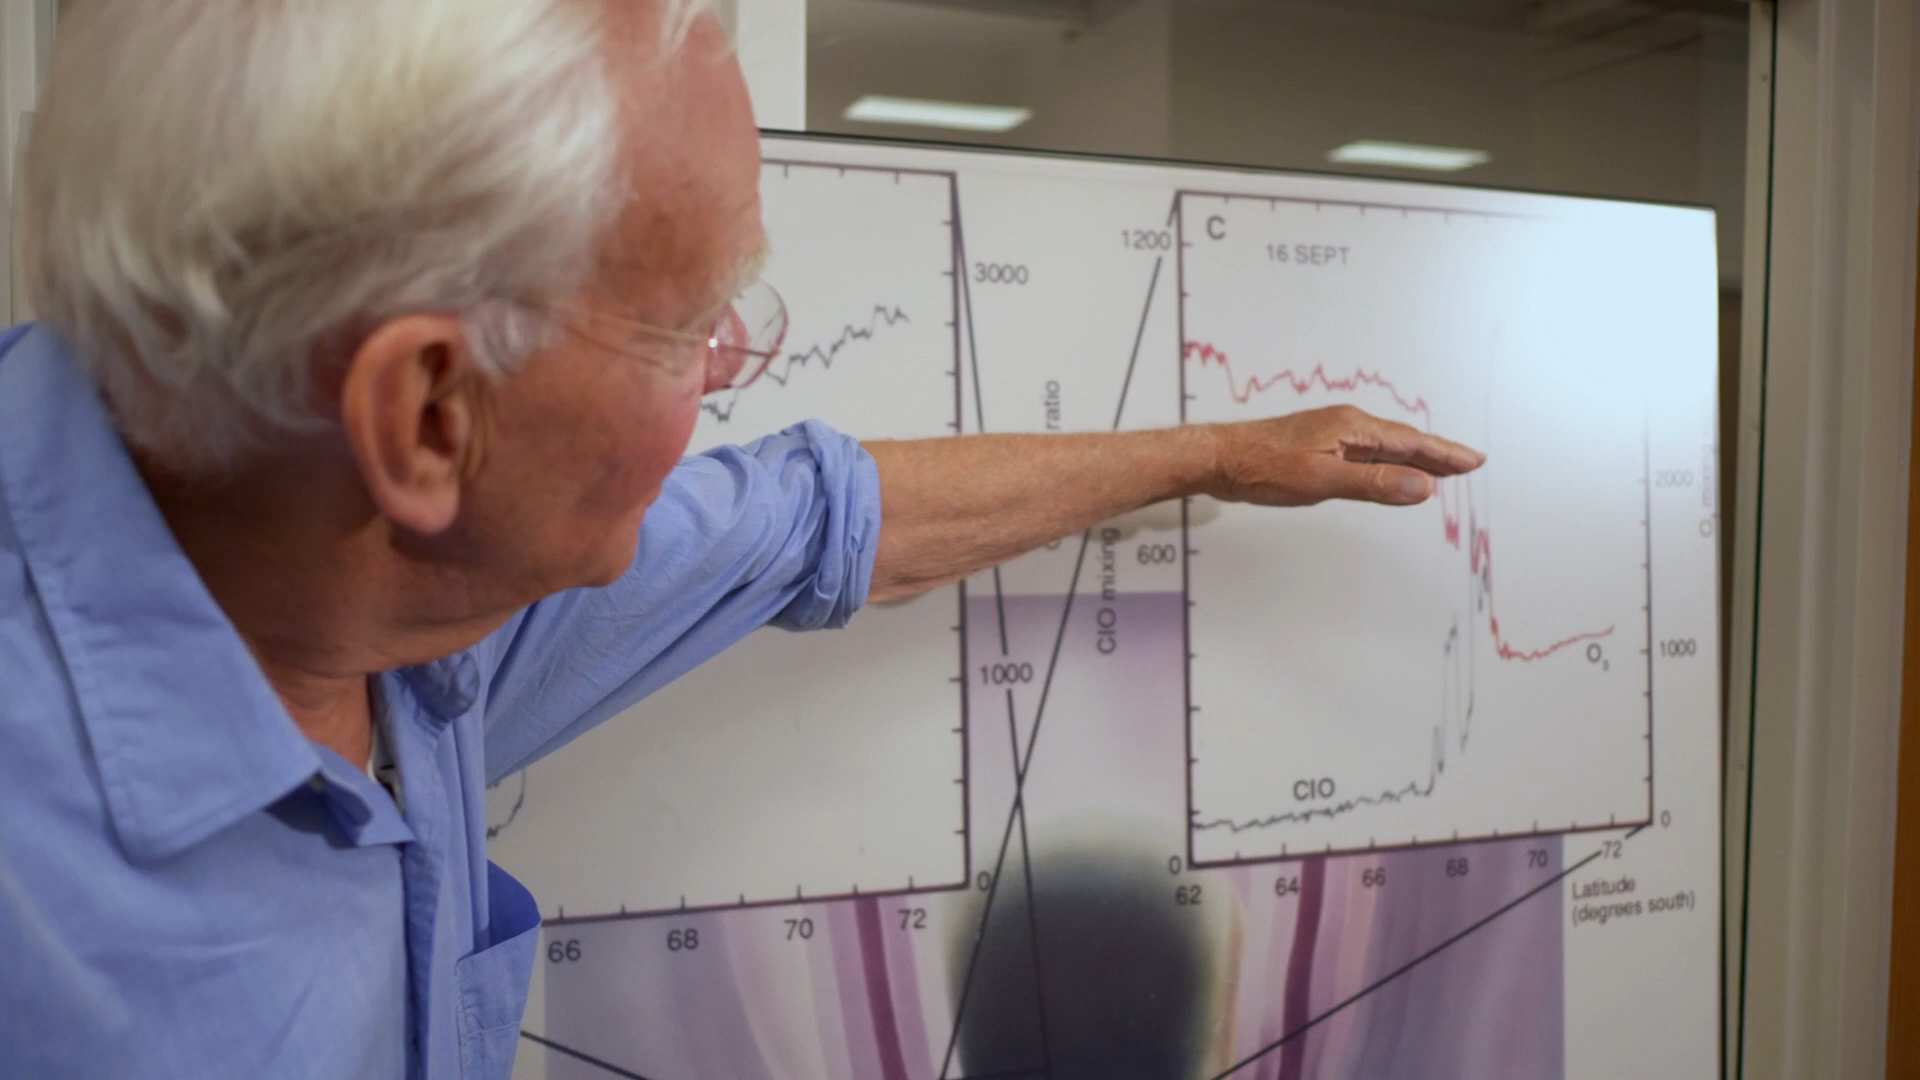 3000
1000
0
66
68
70
72
ratio
ClO mixing
1200
600
0
C
16 SEPT
ClO
O₃
2000
1000
0
62
64
66
68
70
72
Latitude
(degrees south)